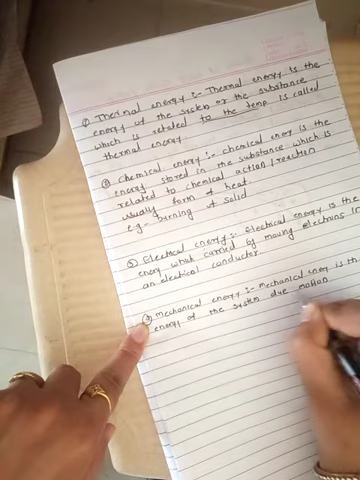 ① Thermal energy :- Thermal energy is the
energy of the system or the substance
which is related to the temp is called
thermal energy
② chemical energy :- chemical enery is the
energy stored in the substance which is
related to chemical action / reaction
usually form of heat.
e.g - burning of solid
③ Electrical energy :- Electrical energy is the
enery which carried by moving electrons in
an electrical conductor.
④ mechanical energy :- mechanical enery is the
energy of the system due motion